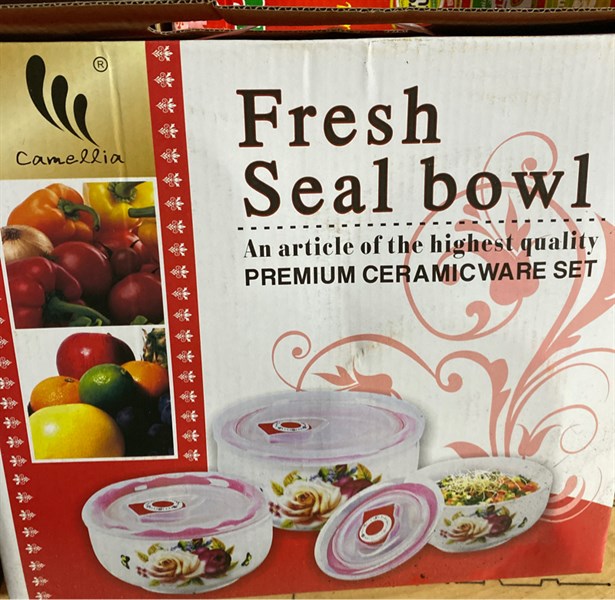 ®
Camellia
Fresh
Seal bowl
An article of the highest quality
PREMIUM CERAMICWARE SET